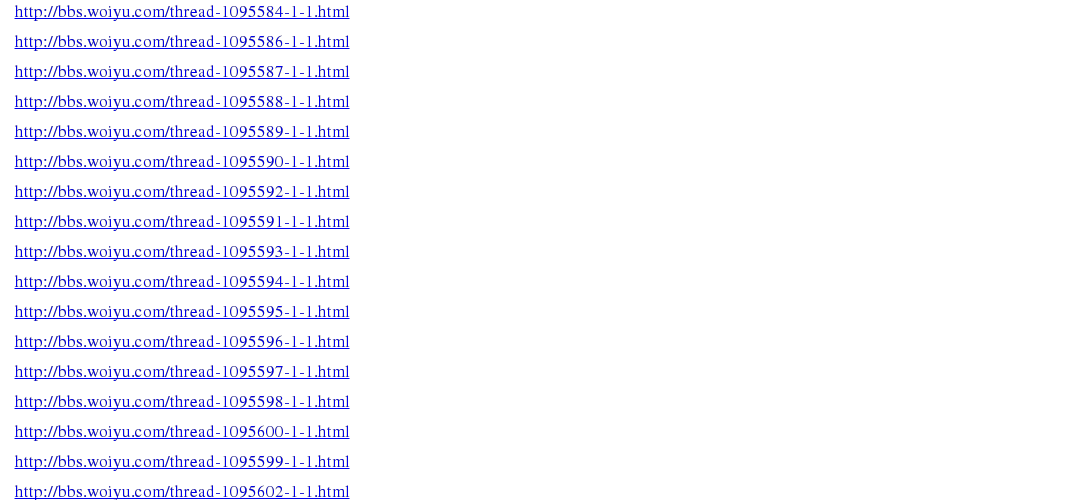 http://bbs.woiyu.com/thread-1095584-1-1.html
http://bbs.woiyu.com/thread-1095586-1-1.html
http://bbs.woiyu.com/thread-1095587-1-1.html
http://bbs.woiyu.com/thread-1095588-1-1.html
http://bbs.woiyu.com/thread-1095589-1-1.html
http://bbs.woiyu.com/thread-1095590-1-1.html
http://bbs.woiyu.com/thread-1095592-1-1.html
http://bbs.woiyu.com/thread-1095591-1-1.html
http://bbs.woiyu.com/thread-1095593-1-1.html
http://bbs.woiyu.com/thread-1095594-1-1.html
http://bbs.woiyu.com/thread-1095595-1-1.html
http://bbs.woiyu.com/thread-1095596-1-1.html
http://bbs.woiyu.com/thread-1095597-1-1.html
http://bbs.woiyu.com/thread-1095598-1-1.html
http://bbs.woiyu.com/thread-1095600-1-1.html
http://bbs.woiyu.com/thread-1095599-1-1.html
http://bbs.woiyu.com/thread-1095602-1-1.html